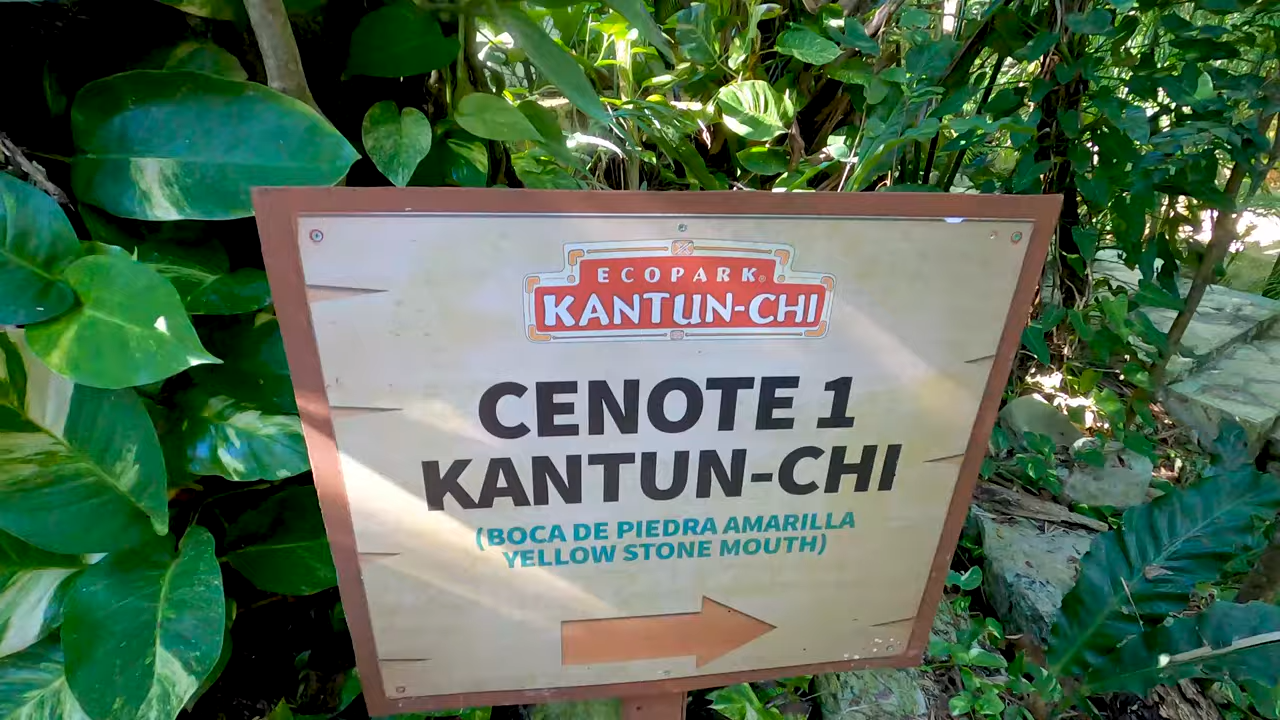 ECOPARK®
KANTUN-CHI
CENOTE 1
KANTUN-CHI
(BOCA DE PIEDRA AMARILLA
YELLOW STONE MOUTH)